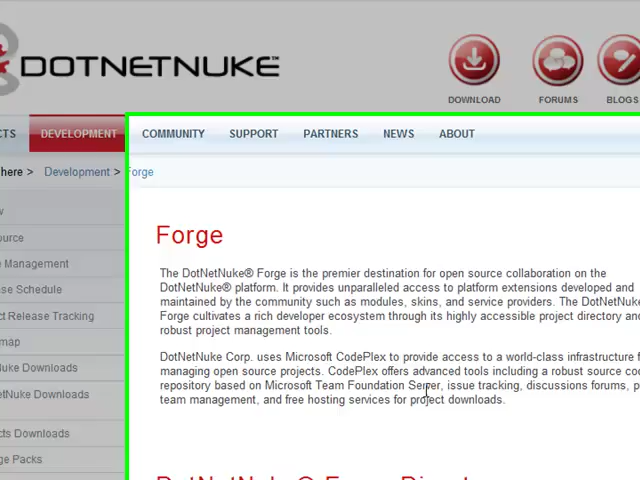 DOTNETNUKE™
DOWNLOAD
FORUMS
BLOGS
CTS
DEVELOPMENT
COMMUNITY
SUPPORT
PARTNERS
NEWS
ABOUT
here > Development > Forge
w
ource
e Management
se Schedule
ct Release Tracking
map
Nuke Downloads
etNuke Downloads
cts Downloads
ge Packs
Forge
The DotNetNuke® Forge is the premier destination for open source collaboration on the
DotNetNuke® platform. It provides unparalleled access to platform extensions developed and
maintained by the community such as modules, skins, and service providers. The DotNetNuke
Forge cultivates a rich developer ecosystem through its highly accessible project directory and
robust project management tools.
DotNetNuke Corp. uses Microsoft CodePlex to provide access to a world-class infrastructure f
managing open source projects. CodePlex offers advanced tools including a robust source cod
repository based on Microsoft Team Foundation Server, issue tracking, discussions forums, p
team management, and free hosting services for project downloads.